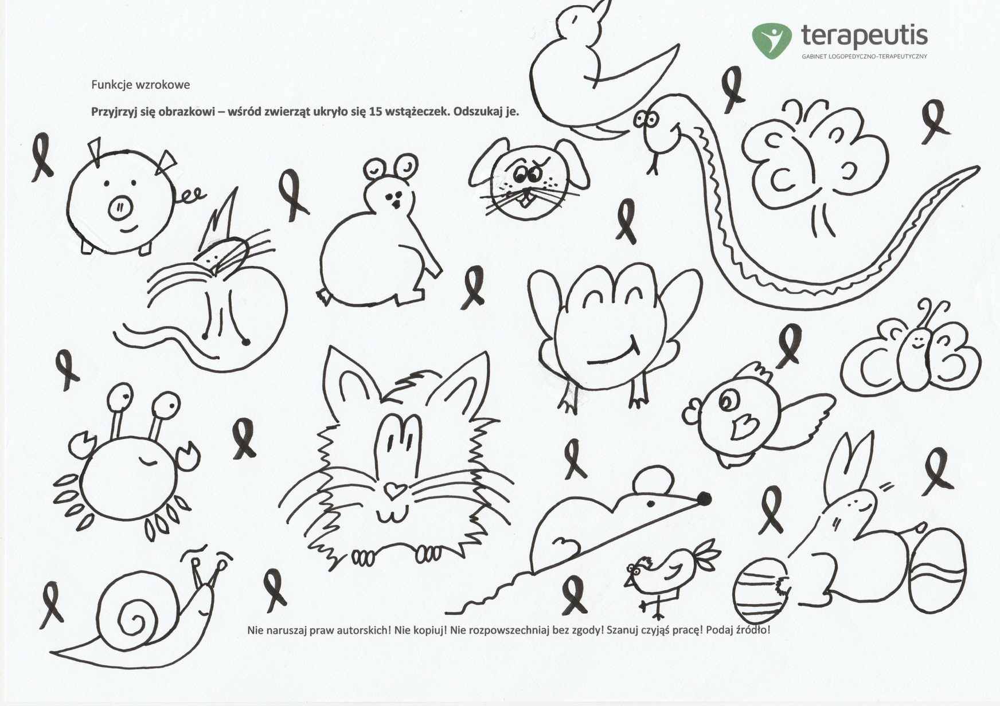 terapeutis
GABINET LOGOPEDYCZNO-TERAPEUTYCZNY
Funkcje wzrokowe
Przyjrzyj się obrazkowi – wśród zwierząt ukryło się 15 wstążeczek. Odszukaj je.
Nie naruszaj praw autorskich! Nie kopiuj! Nie rozpowszechniaj bez zgody! Szanuj czyjąś pracę! Podaj źródło!